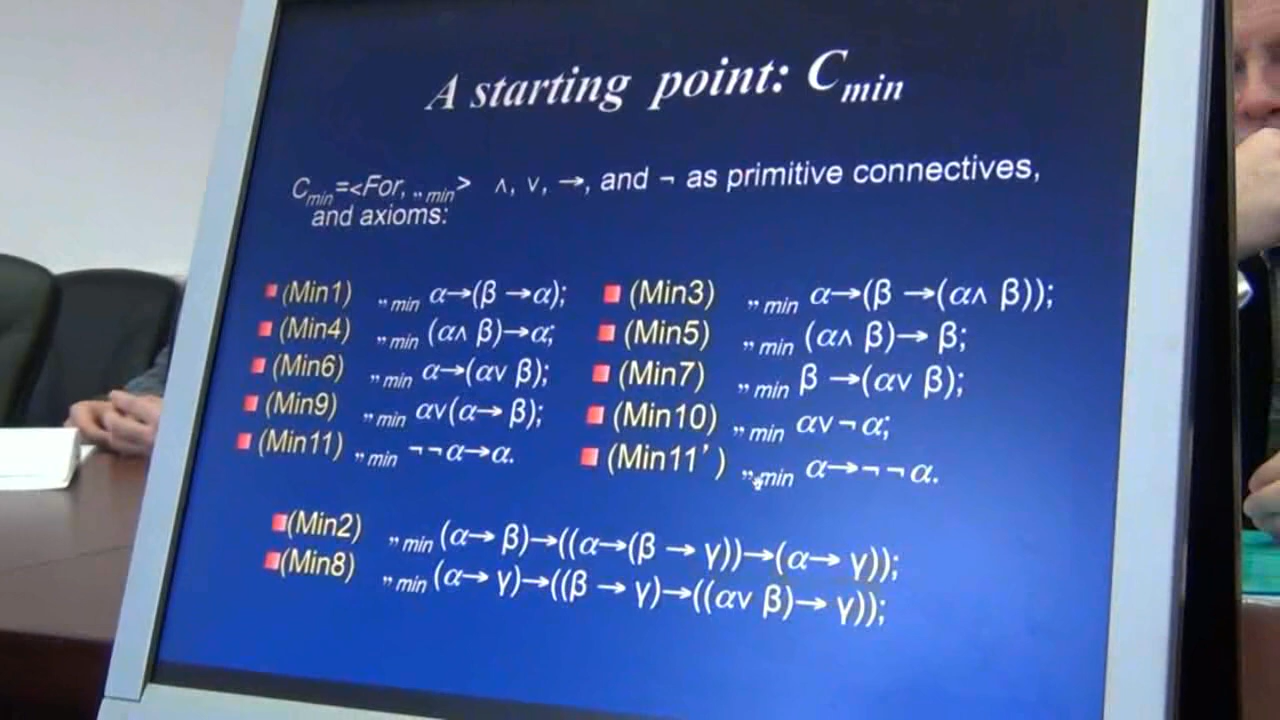 A starting point: Cmin
Cmin=<For, „min> ∧, ∨, →, and ¬ as primitive connectives,
and axioms:
(Min1) „min α→(β →α); (Min3) „min α→(β →(α∧ β));
(Min4) „min (α∧ β)→α; (Min5) „min (α∧ β)→ β;
(Min6) „min α→(α∨ β); (Min7) „min β →(α∨ β);
(Min9) „min α∨(α→ β); (Min10) „min α∨¬α;
(Min11) „min ¬¬α→α. (Min11’) „min α→¬¬α.
(Min2) „min (α→ β)→((α→(β → γ))→(α→ γ));
(Min8) „min (α→ γ)→((β → γ)→((α∨ β)→ γ));